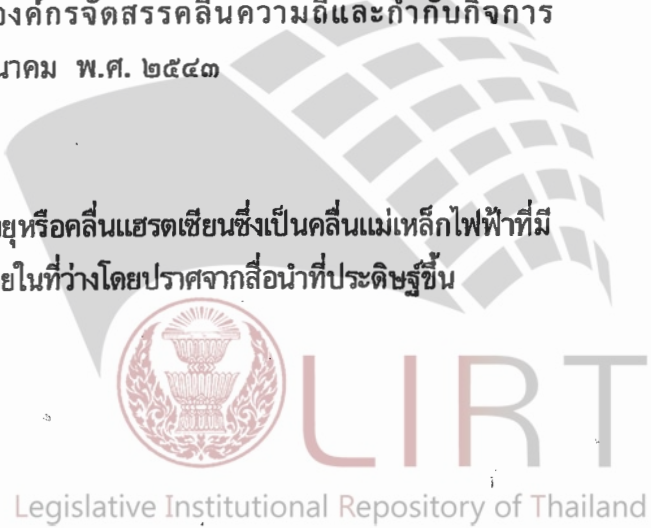 องค์กรจัดสรรคลื่นความถี่และกำกับกิจการ
นาคม พ.ศ. ๒๕๔๓
ยุหรือคลื่นแฮรตเซียนซึ่งเป็นคลื่นแม่เหล็กไฟฟ้าที่มี
ยในที่ว่างโดยปราศจากสื่อนำที่ประดิษฐ์ขึ้น
LIRT
Legislative Institutional Repository of Thailand